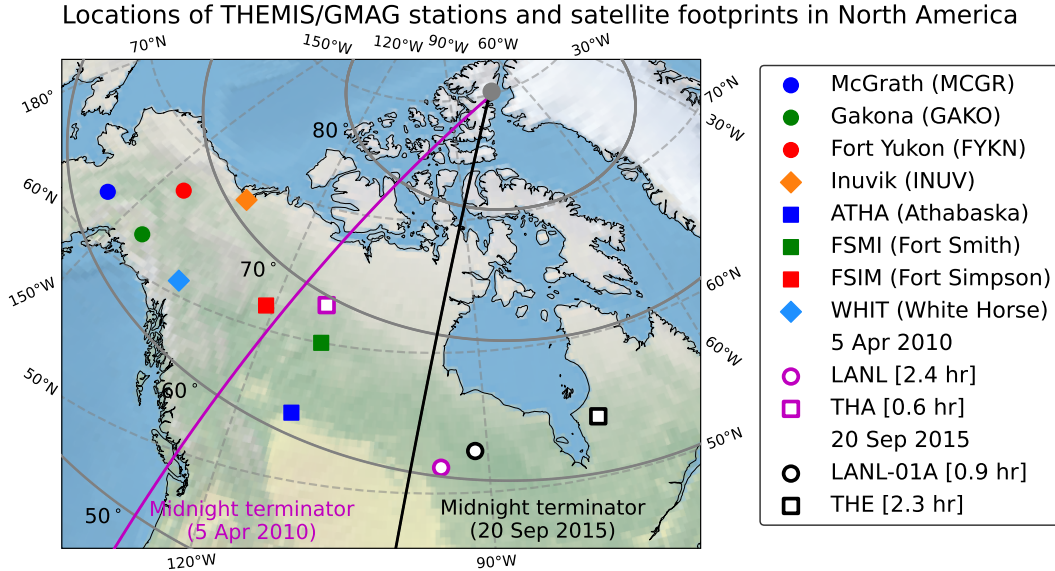 Locations of THEMIS/GMAG stations and satellite footprints in North America
70°N
150°W
120°W
90°W
60°W
30°W
180°
70°N
30°W
80°
60°N
70°
150°W
60°N
60°W
50°N
60°
50°N
50°
Midnight terminator
(5 Apr 2010)
Midnight terminator
(20 Sep 2015)
120°W
90°W
McGrath (MCGR)
Gakona (GAKO)
Fort Yukon (FYKN)
Inuvik (INUV)
ATHA (Athabaska)
FSMI (Fort Smith)
FSIM (Fort Simpson)
WHIT (White Horse)
5 Apr 2010
LANL [2.4 hr]
THA [0.6 hr]
20 Sep 2015
LANL-01A [0.9 hr]
THE [2.3 hr]